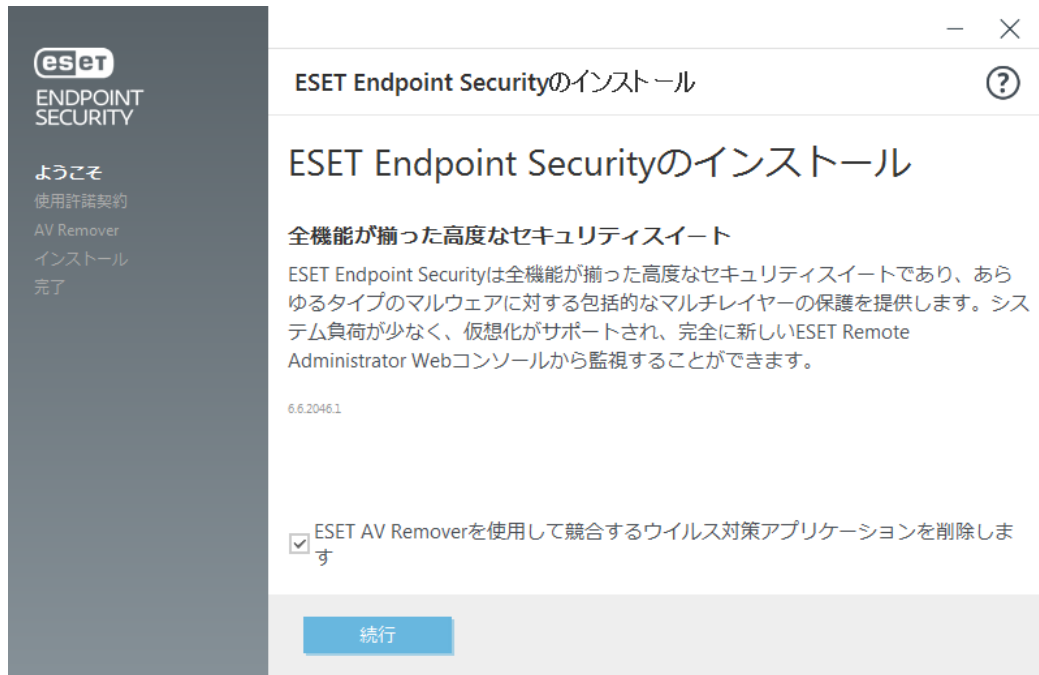 eset
ENDPOINT
SECURITY
ようこそ
使用許諾契約
AV Remover
インストール
完了
ESET Endpoint Securityのインストール
ESET Endpoint Securityのインストール
全機能が揃った高度なセキュリティスイート
ESET Endpoint Securityは全機能が揃った高度なセキュリティスイートであり、あら
ゆるタイプのマルウェアに対する包括的なマルチレイヤーの保護を提供します。シス
テム負荷が少なく、仮想化がサポートされ、完全に新しいESET Remote
Administrator Webコンソールから監視することができます。
6.6.2046.1
ESET AV Removerを使用して競合するウイルス対策アプリケーションを削除しま
す
続行